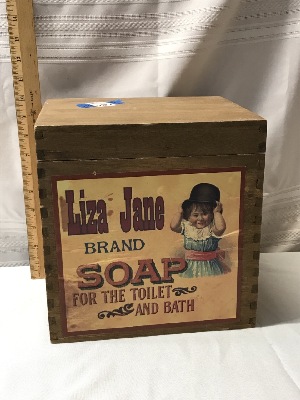 Liza Jane
BRAND
SOAP
FOR THE TOILET
AND BATH